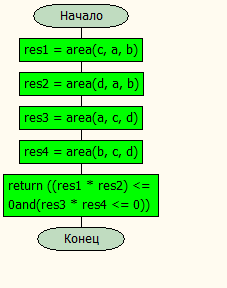 Начало
res1 = area(c, a, b)
res2 = area(d, a, b)
res3 = area(a, c, d)
res4 = area(b, c, d)
return ((res1 * res2) <=
0and(res3 * res4 <= 0))
Конец